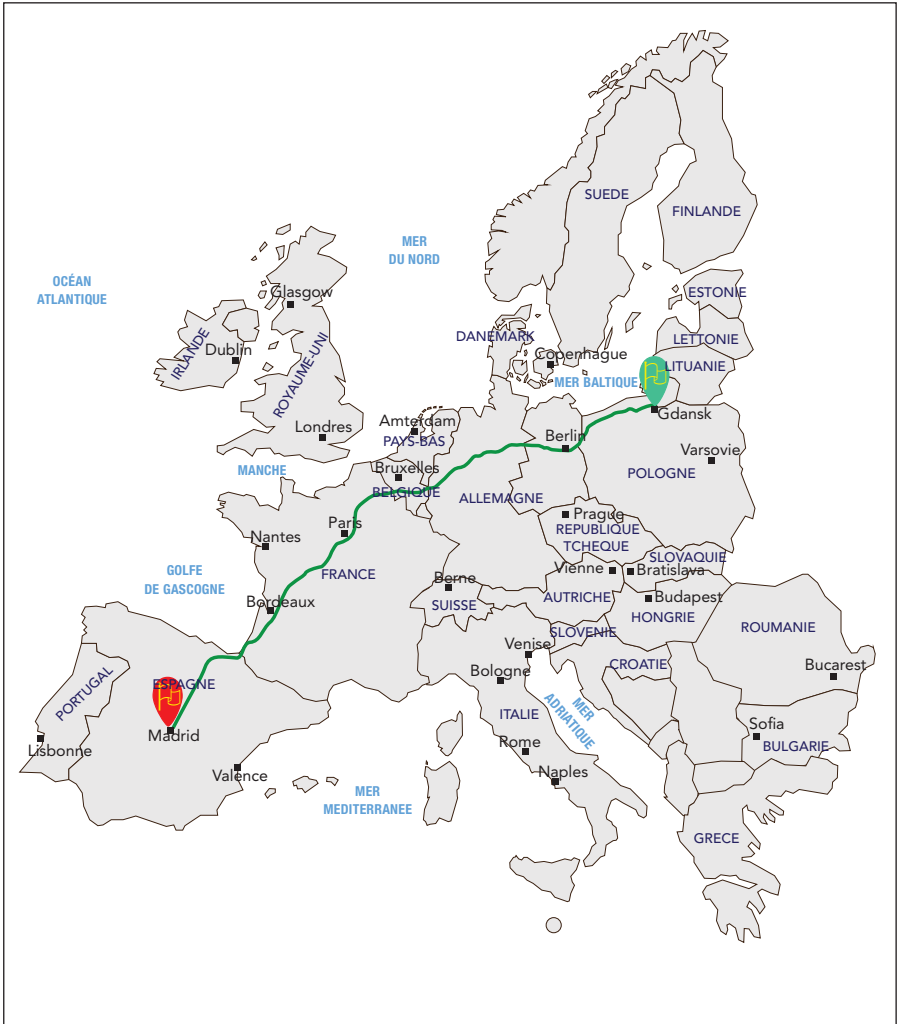 SUEDE
FINLANDE
MER
DU NORD
OCÉAN
ATLANTIQUE
Glasgow
ESTONIE
DANEMARK
LETTONIE
IRLANDE
Dublin
ROYAUME-UNI
Copenhague
LITUANIE
MER BALTIQUE
Gdansk
Londres
Amterdam
PAYS-BAS
Berlin
Varsovie
MANCHE
Bruxelles
POLOGNE
BELGIQUE
ALLEMAGNE
Paris
Prague
REPUBLIQUE
TCHEQUE
Nantes
SLOVAQUIE
GOLFE
DE GASCOGNE
FRANCE
Berne
Vienne
Bratislava
Bordeaux
SUISSE
AUTRICHE
Budapest
HONGRIE
SLOVENIE
ROUMANIE
Venise
CROATIE
Bucarest
Bologne
PORTUGAL
ESPAGNE
MER
ADRIATIQUE
ITALIE
Lisbonne
Madrid
Rome
Sofia
BULGARIE
Valence
Naples
MER
MEDITERRANEE
GRECE